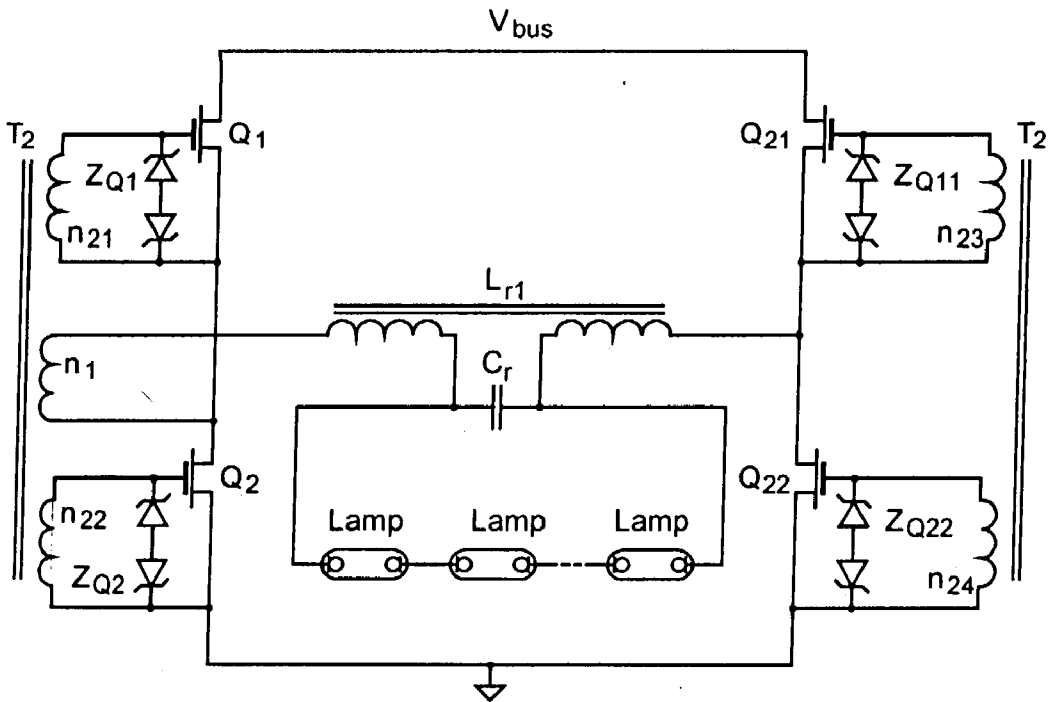 V_bus
T_2
Q_1
Q_21
T_2
Z_Q1
Z_Q11
n_21
n_23
L_r1
n_1
C_r
Q_2
Q_22
n_22
Lamp
Lamp
Lamp
Z_Q22
Z_Q2
n_24